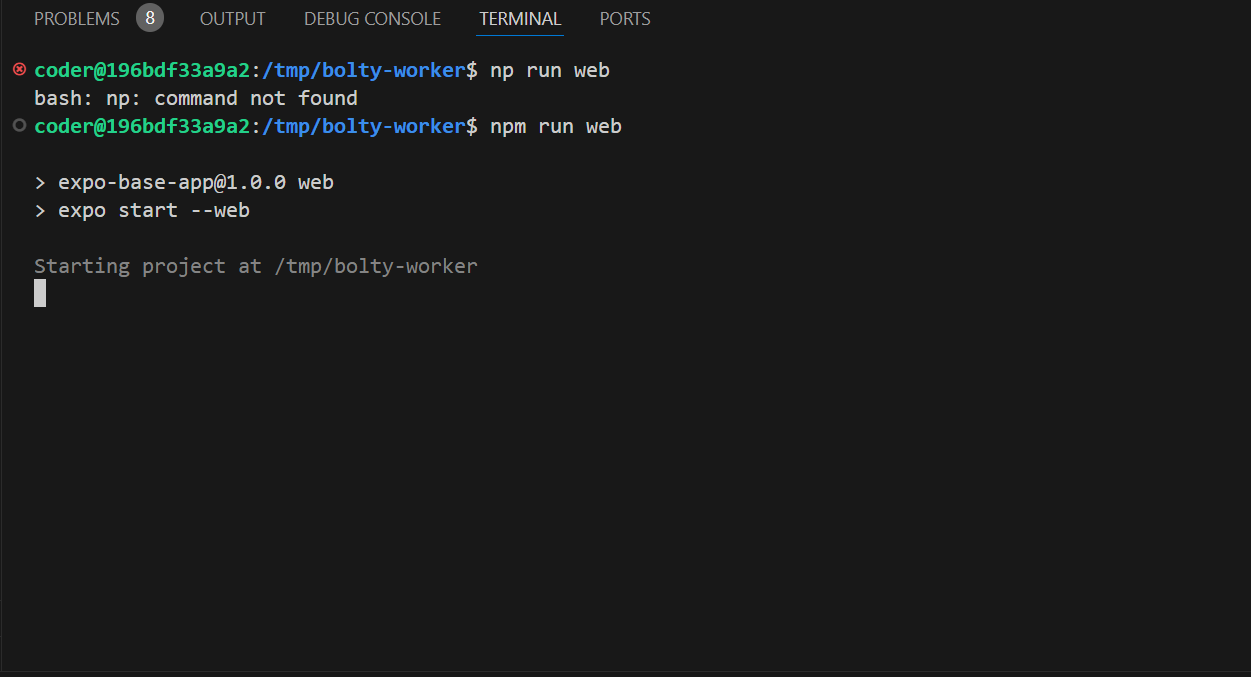 PROBLEMS 8 OUTPUT DEBUG CONSOLE TERMINAL PORTS
coder@196bdf33a9a2:/tmp/bolty-worker$ np run web
bash: np: command not found
coder@196bdf33a9a2:/tmp/bolty-worker$ npm run web
> expo-base-app@1.0.0 web
> expo start --web
Starting project at /tmp/bolty-worker